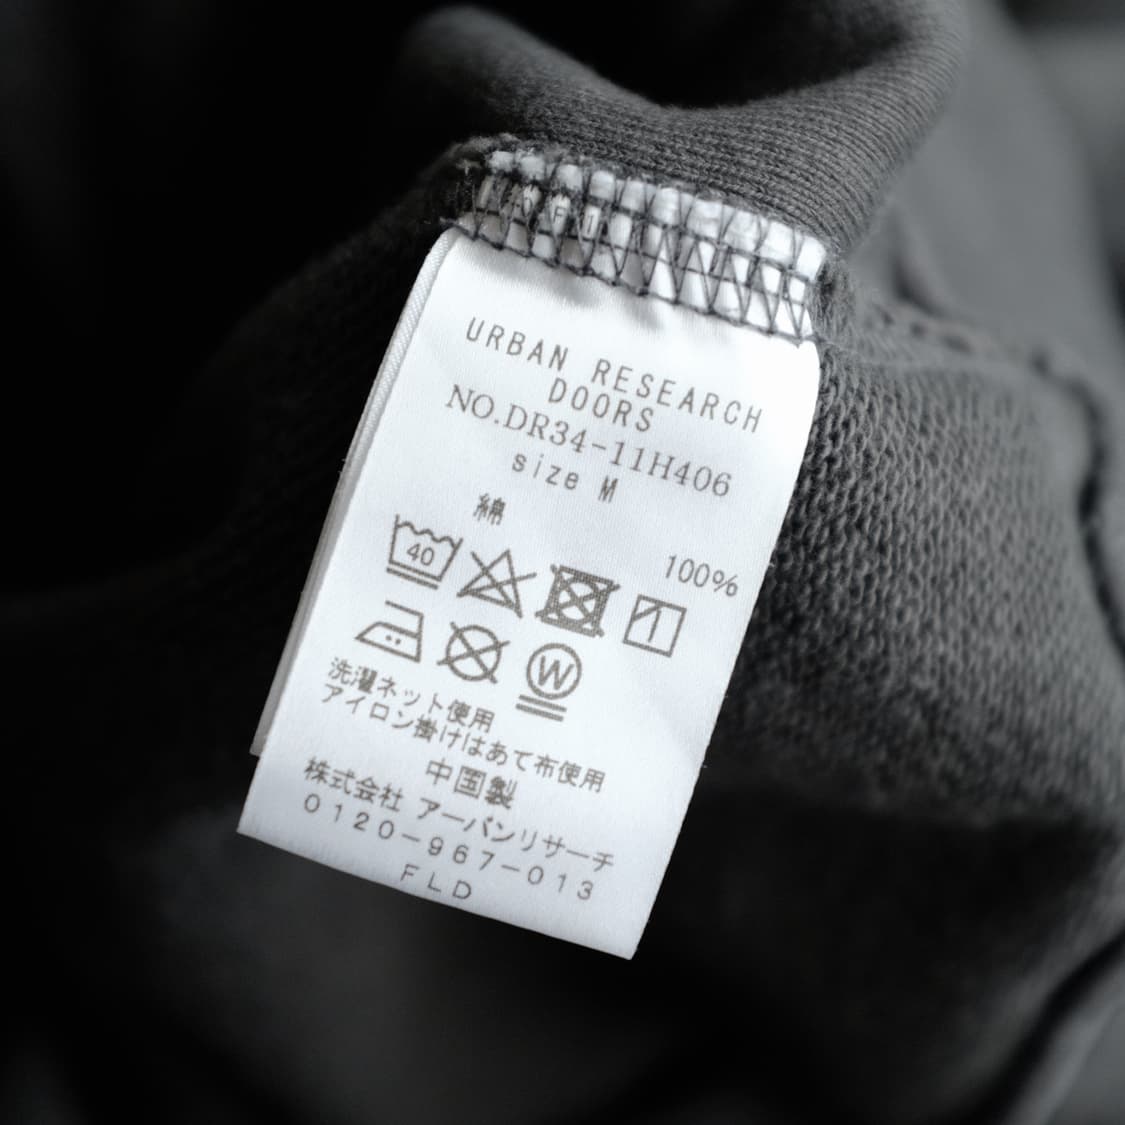 URBAN RESEARCH
DOORS
NO.DR34-11H406
size M
綿
100%
40
W
洗濯ネット使用
アイロン掛けはあて布使用
中国製
株式会社 アーバンリサーチ
0120-967-013
FLD